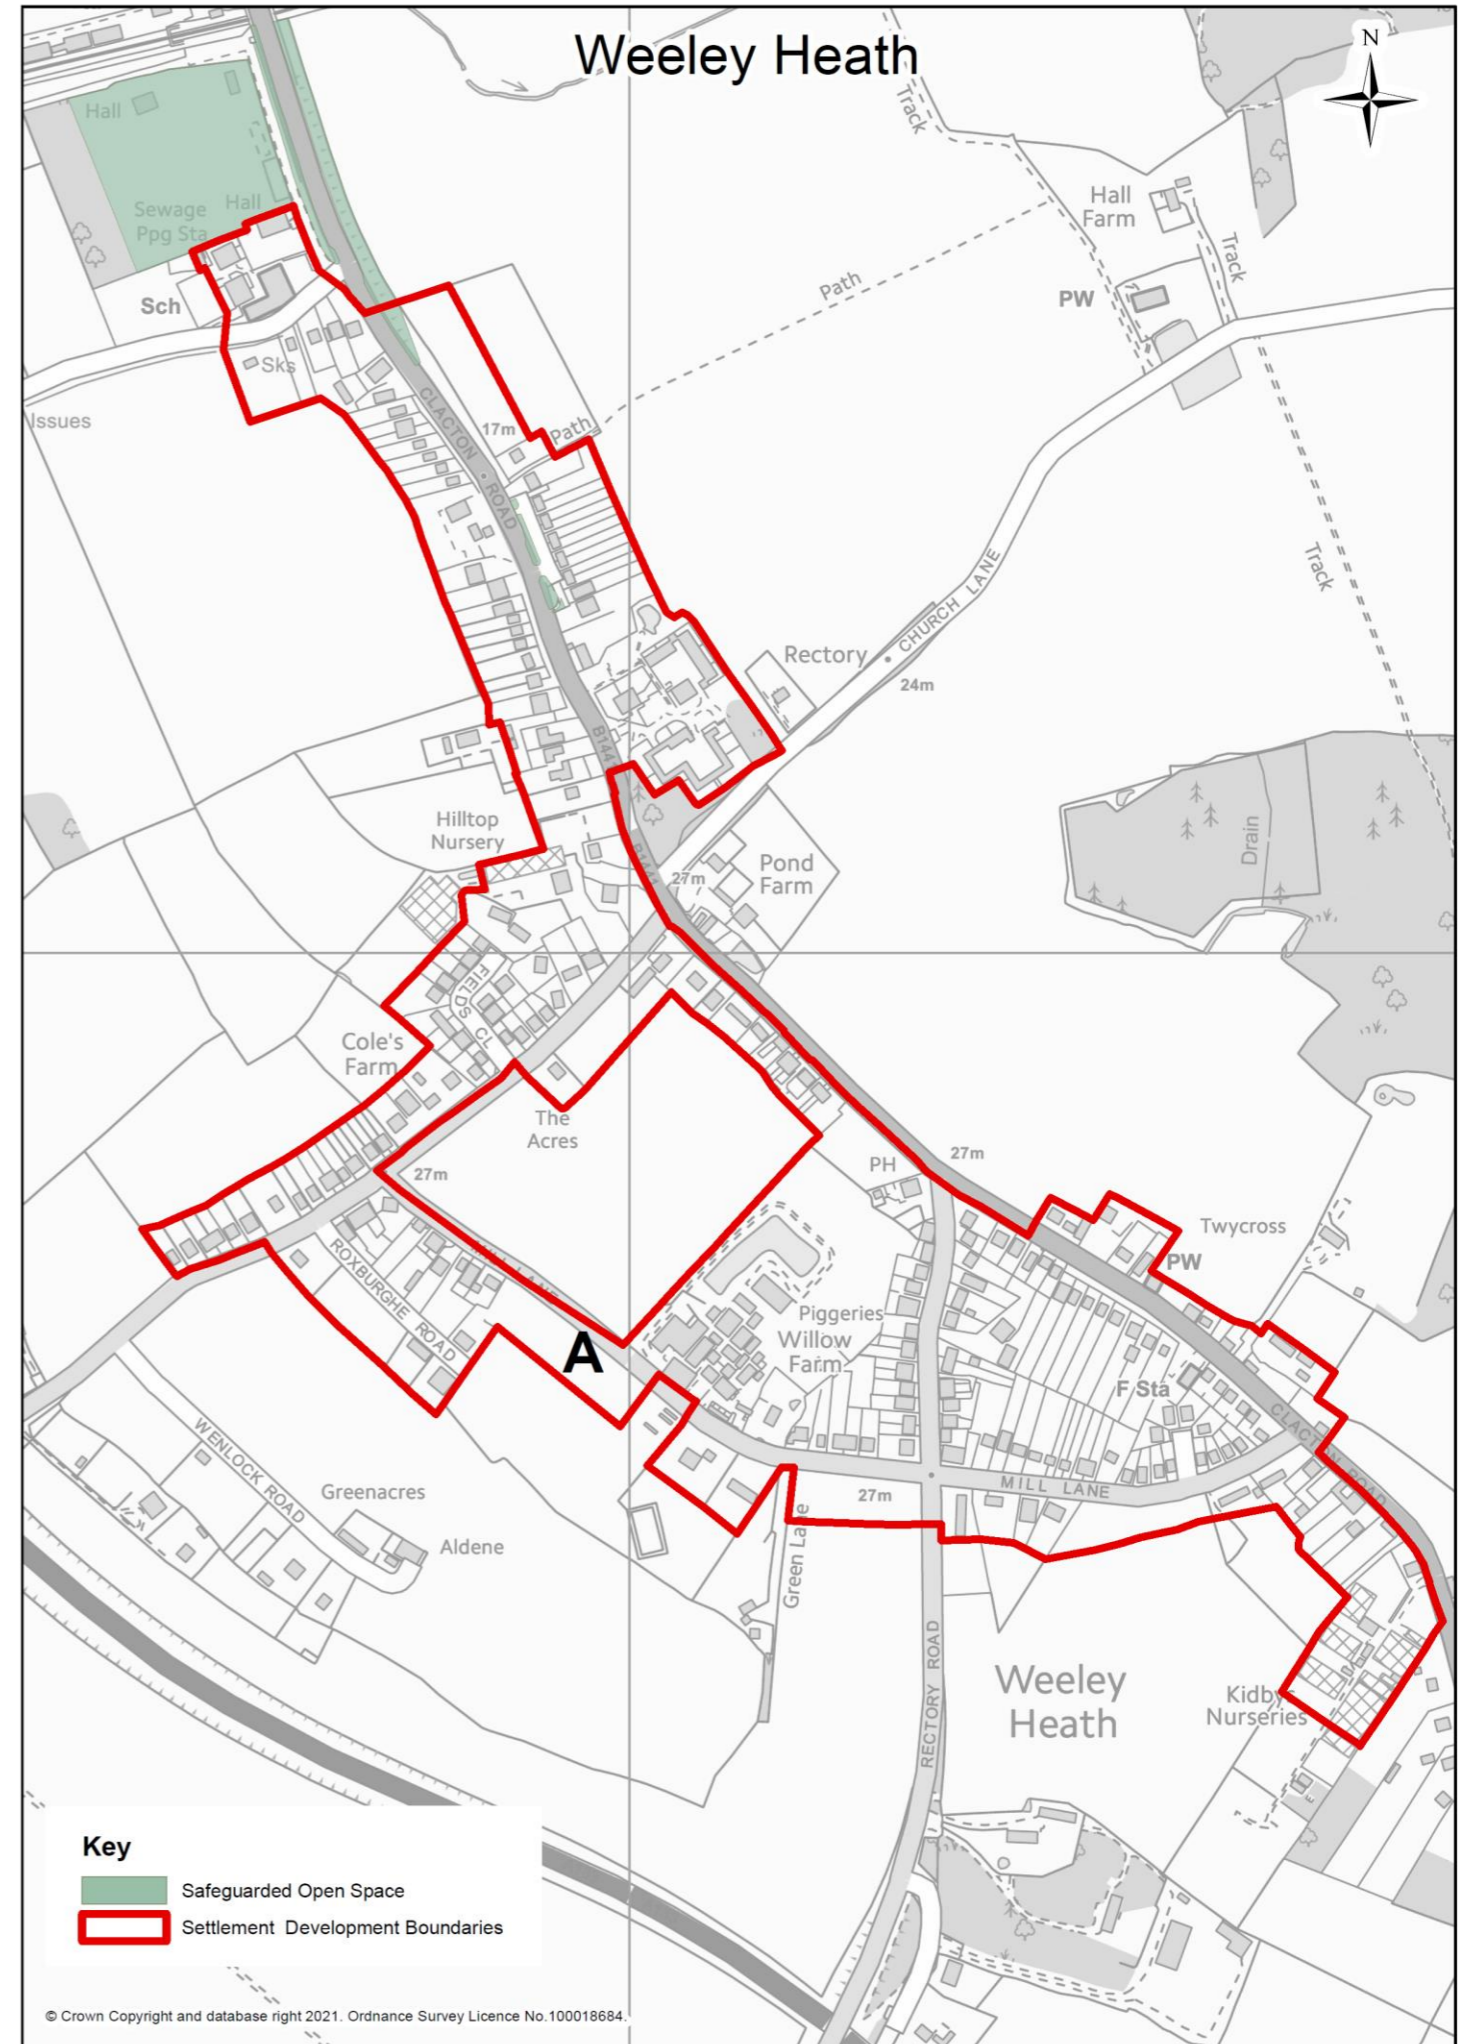 Weeley Heath
N
Track
Hall
Hall
Farm
Sewage
Ppg Sta
Hall
Track
Path
PW
Sch
Sks
Issues
CLACTON ROAD
17m
Path
Track
CHURCH LANE
Rectory
24m
B1441
Hilltop
Nursery
Drain
B1441
27m
Pond
Farm
FIELDS CL
Cole's
Farm
The
Acres
27m
PH
27m
Twycross
PW
ROXBURGHE ROAD
MILL LANE
Piggeries
Willow
Farm
A
F Sta
CLACTON ROAD
WENLOCK ROAD
Greenacres
Aldene
27m
MILL LANE
Green Lane
RECTORY ROAD
Weeley
Heath
Kidbys
Nurseries
Key
Safeguarded Open Space
Settlement Development Boundaries
© Crown Copyright and database right 2021. Ordnance Survey Licence No.100018684.